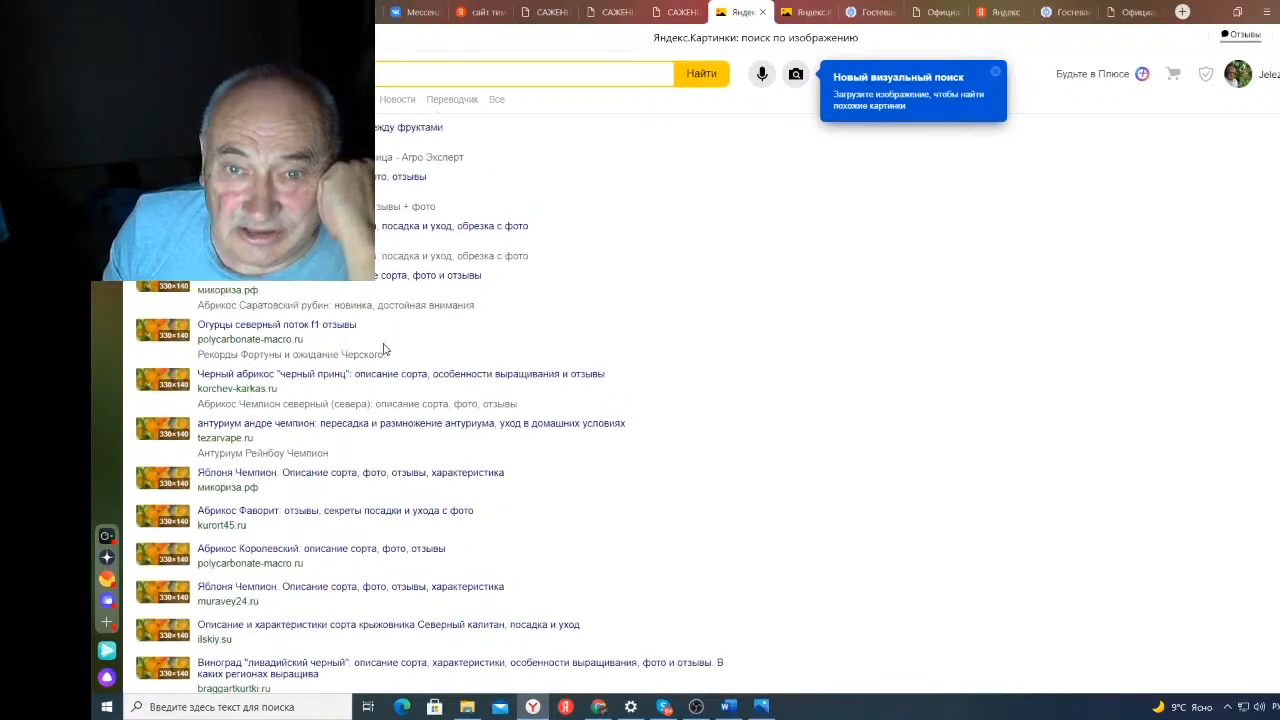 Мессен
сайт тим
САЖЕН
САЖЕ
САЖЕН
Яндек
Яндекс
Гостева
Официа
Яндекс
Гостева
Официа
Яндекс.Картинки: поиск по изображению
Отзывы
Найти
Новый визуальный поиск
Загрузите изображение, чтобы найти
похожие картинки
Будьте в Плюсе
Jele
Новости Переводчик Все
ежду фруктами
ица - Агро Эксперт
то, отзывы
зывы + фото
, посадка и уход, обрезка с фото
, посадка и уход, обрезка с фото
е сорта, фото и отзывы
330×140
микориза.рф
Абрикос Саратовский рубин: новинка, достойная внимания
Огурцы северный поток f1 отзывы
330×140
polycarbonate-macro.ru
Рекорды Фортуны и ожидание Черского
Черный абрикос "черный принц": описание сорта, особенности выращивания и отзывы
330×140
korchev-karkas.ru
Абрикос Чемпион северный (севера): описание сорта, фото, отзывы
антуриум андре чемпион: пересадка и размножение антуриума, уход в домашних условиях
330×140
tezarvape.ru
Антуриум Рейнбоу Чемпион
Яблоня Чемпион. Описание сорта, фото, отзывы, характеристика
330×140
микориза.рф
Абрикос Фаворит: отзывы, секреты посадки и ухода с фото
330×140
kurort45.ru
Абрикос Королевский: описание сорта, фото, отзывы
330×140
polycarbonate-macro.ru
Яблоня Чемпион. Описание сорта, фото, отзывы, характеристика
330×140
muravey24.ru
Описание и характеристики сорта крыжовника Северный капитан, посадка и уход
330×140
ilskiy.su
Виноград "ливадийский черный": описание сорта, характеристики, особенности выращивания, фото и отзывы. В
каких регионах выращива
330×140
braggartkurtki.ru
Введите здесь текст для поиска
9°C Ясно